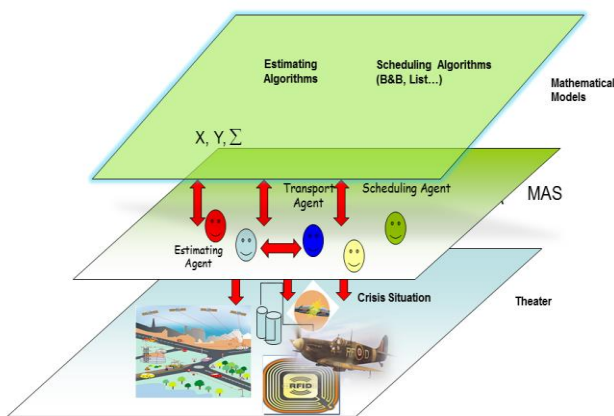 Estimating
Algorithms
Scheduling Algorithms
(B&B, List...)
Mathematical
Models
X, Y, Σ
Transport
Agent
Scheduling Agent
MAS
Estimating
Agent
Crisis Situation
Theater
RFID